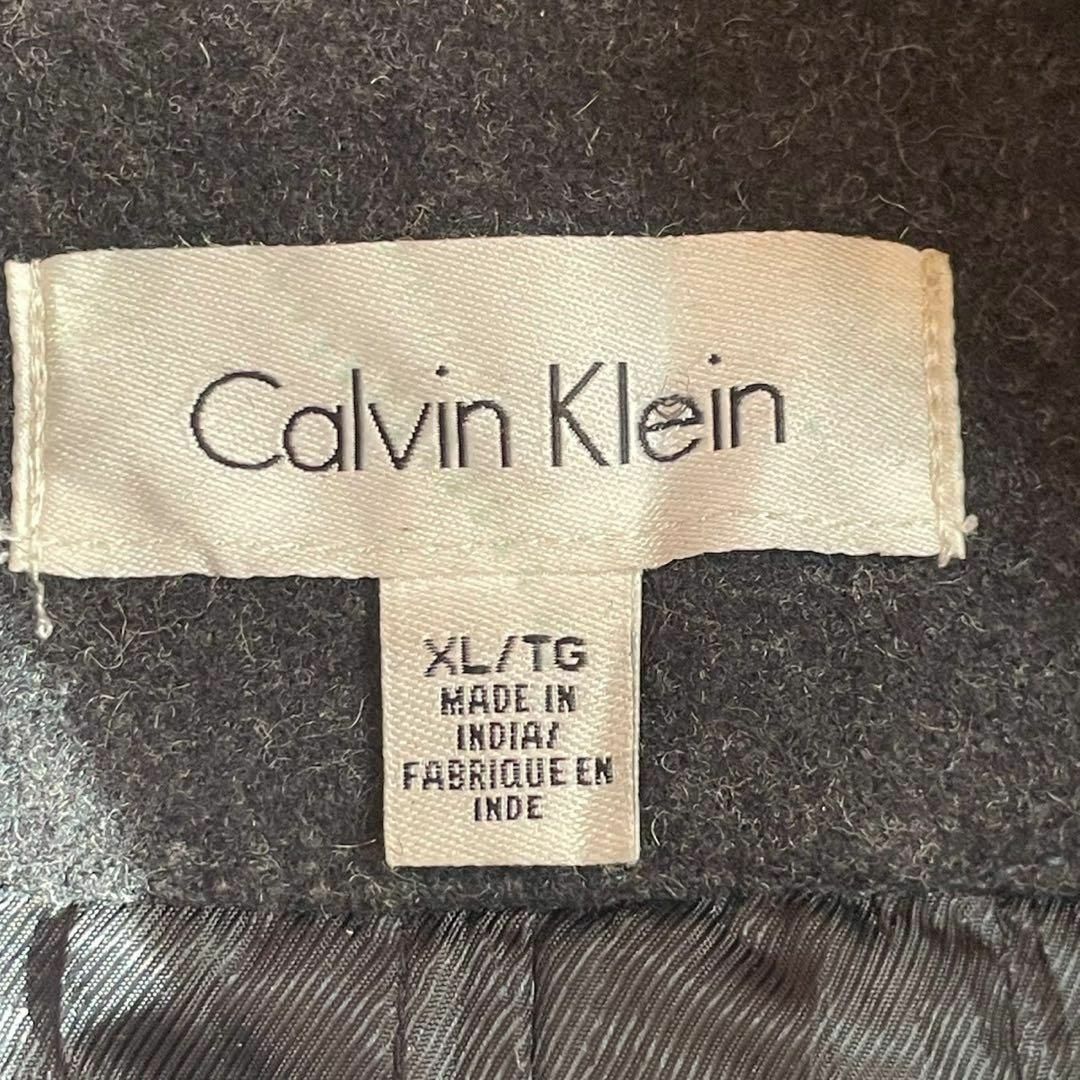 Calvin Klein
XL/TG
MADE IN
INDIA/
FABRIQUE EN
INDE